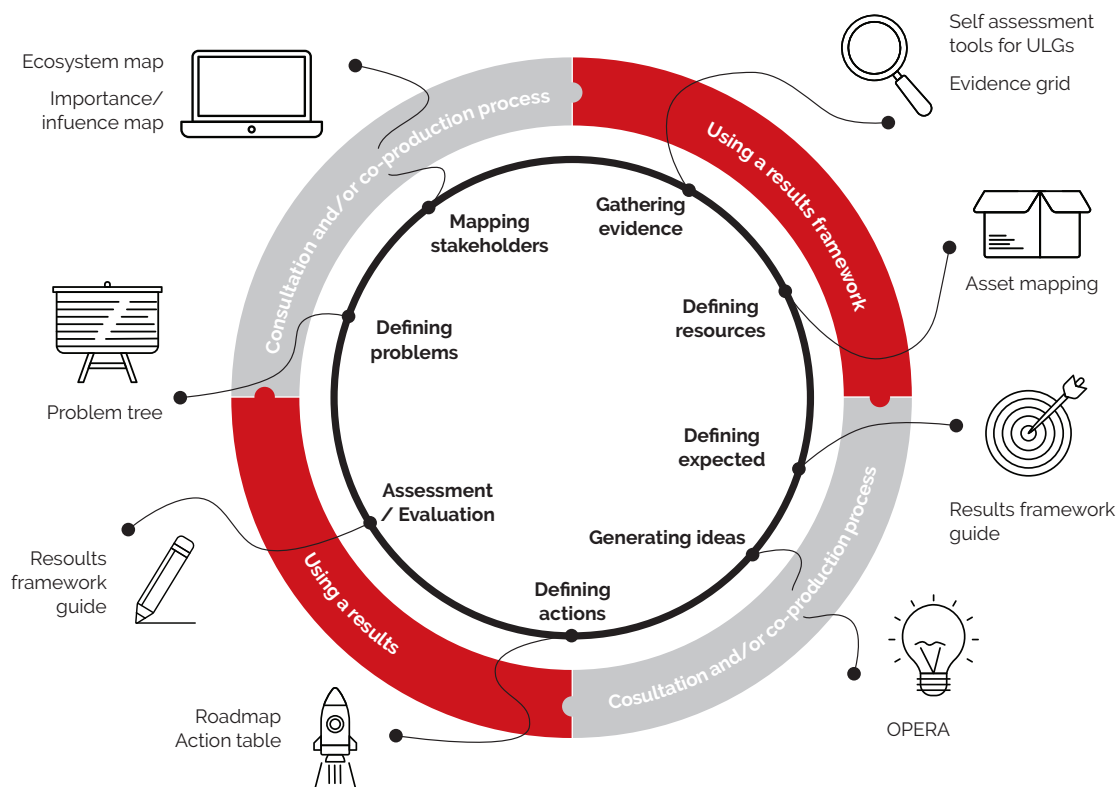 Ecosystem map
Importance/
infuence map
Self assessment
tools for ULGs
Evidence grid
Consultation and/or co-production process
Using a results framework
Mapping
stakeholders
Gathering
evidence
Asset mapping
Defining
resources
Defining
problems
Problem tree
Defining
expected
Results framework
guide
Assessment
/ Evaluation
Generating ideas
Resoults
framework
guide
Using a results
Defining
actions
Cosultation and/or co-production process
Roadmap
Action table
OPERA